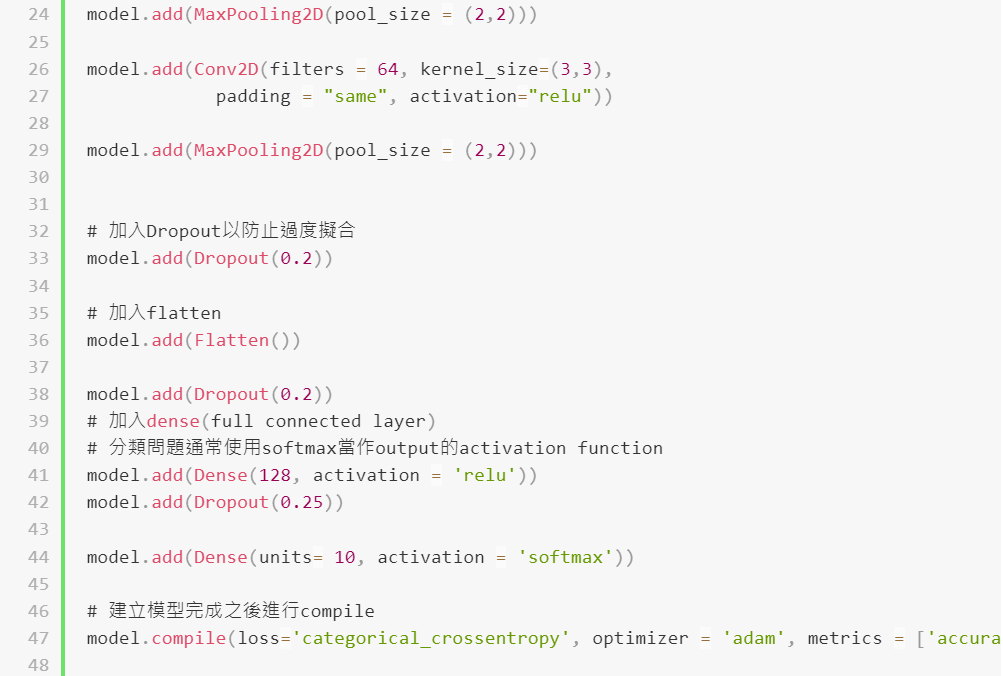 24 model.add(MaxPooling2D(pool_size = (2,2)))
25
26 model.add(Conv2D(filters = 64, kernel_size=(3,3),
27 padding = "same", activation="relu"))
28
29 model.add(MaxPooling2D(pool_size = (2,2)))
30
31
32 # 加入Dropout以防止過度擬合
33 model.add(Dropout(0.2))
34
35 # 加入flatten
36 model.add(Flatten())
37
38 model.add(Dropout(0.2))
39 # 加入dense(full connected layer)
40 # 分類問題通常使用softmax當作output的activation function
41 model.add(Dense(128, activation = 'relu'))
42 model.add(Dropout(0.25))
43
44 model.add(Dense(units= 10, activation = 'softmax'))
45
46 # 建立模型完成之後進行compile
47 model.compile(loss='categorical_crossentropy', optimizer = 'adam', metrics = ['accura
48